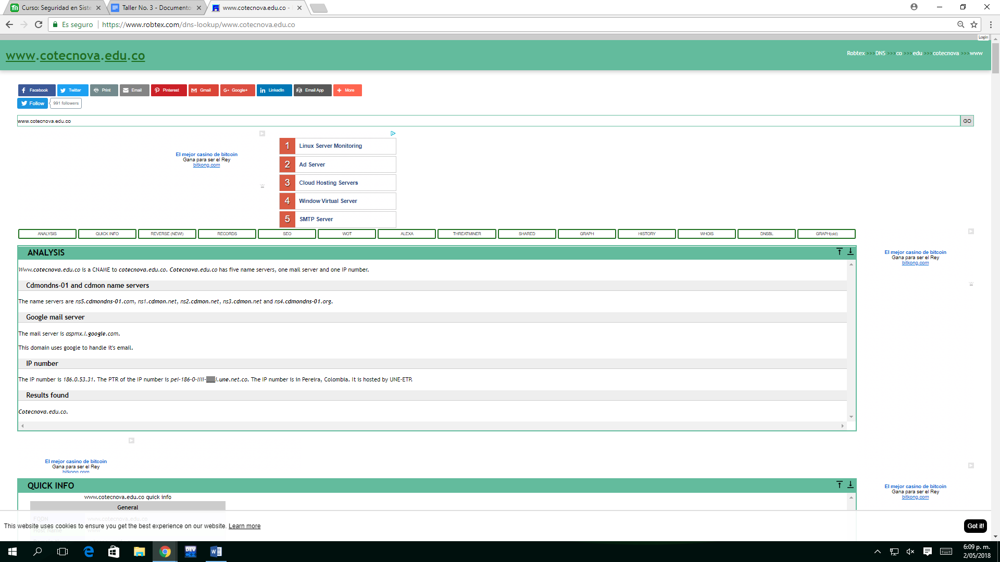 Curso: Seguridad en Siste
Taller No. 3 - Documento
www.cotecnova.edu.co -
Es seguro
https://www.robtex.com/dns-lookup/www.cotecnova.edu.co
Login
www.cotecnova.edu.co
Robtex >>>DNS >>>co >>>edu >>>cotecnova >>>www
Facebook
Twitter
Print
Email
Pinterest
Gmail
Google+
LinkedIn
Email App
More
Follow
991 followers
www.cotecnova.edu.co
GO
El mejor casino de bitcoin
Gana para ser el Rey
bitkong.com
1 Linux Server Monitoring
2 Ad Server
3 Cloud Hosting Servers
4 Window Virtual Server
5 SMTP Server
ANALYSIS
QUICK INFO
REVERSE (NEW!)
RECORDS
SEO
WOT
ALEXA
THREATMINER
SHARED
GRAPH
HISTORY
WHOIS
DNSBL
GRAPH(old)
ANALYSIS
Www.cotecnova.edu.co is a CNAME to cotecnova.edu.co. Cotecnova.edu.co has five name servers, one mail server and one IP number.
Cdmondns-01 and cdmon name servers
The name servers are ns5.cdmondns-01.com, ns1.cdmon.net, ns2.cdmon.net, ns3.cdmon.net and ns4.cdmondns-01.org.
Google mail server
The mail server is aspmx.l.google.com.
This domain uses google to handle it's email.
IP number
The IP number is 186.0.53.31. The PTR of the IP number is pei-186-0-liii- i.une.net.co. The IP number is in Pereira, Colombia. It is hosted by UNE-ETP.
Results found
Cotecnova.edu.co.
El mejor casino de bitcoin
Gana para ser el Rey
bitkong.com
El mejor casino de bitcoin
Gana para ser el Rey
bitkong.com
QUICK INFO
www.cotecnova.edu.co quick info
General
FQDN www.cotecnova.edu.co
Host Name
El mejor casino de bitcoin
Gana para ser el Rey
bitkong.com
This website uses cookies to ensure you get the best experience on our website. Learn more
Got it!
DEV
C++
6:09 p. m.
2/05/2018